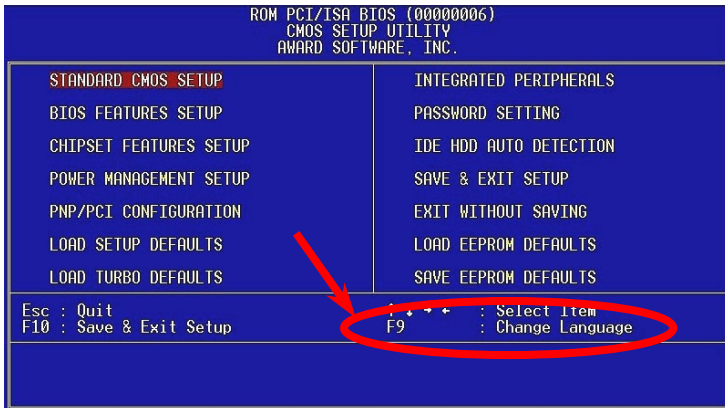 ROM PCI/ISA BIOS (00000006)
CMOS SETUP UTILITY
AWARD SOFTWARE, INC.
STANDARD CMOS SETUP
BIOS FEATURES SETUP
CHIPSET FEATURES SETUP
POWER MANAGEMENT SETUP
PNP/PCI CONFIGURATION
LOAD SETUP DEFAULTS
LOAD TURBO DEFAULTS
INTEGRATED PERIPHERALS
PASSWORD SETTING
IDE HDD AUTO DETECTION
SAVE & EXIT SETUP
EXIT WITHOUT SAVING
LOAD EEPROM DEFAULTS
SAVE EEPROM DEFAULTS
Esc : Quit
F10 : Save & Exit Setup
↑ ↓ → ← : Select Item
F9 : Change Language